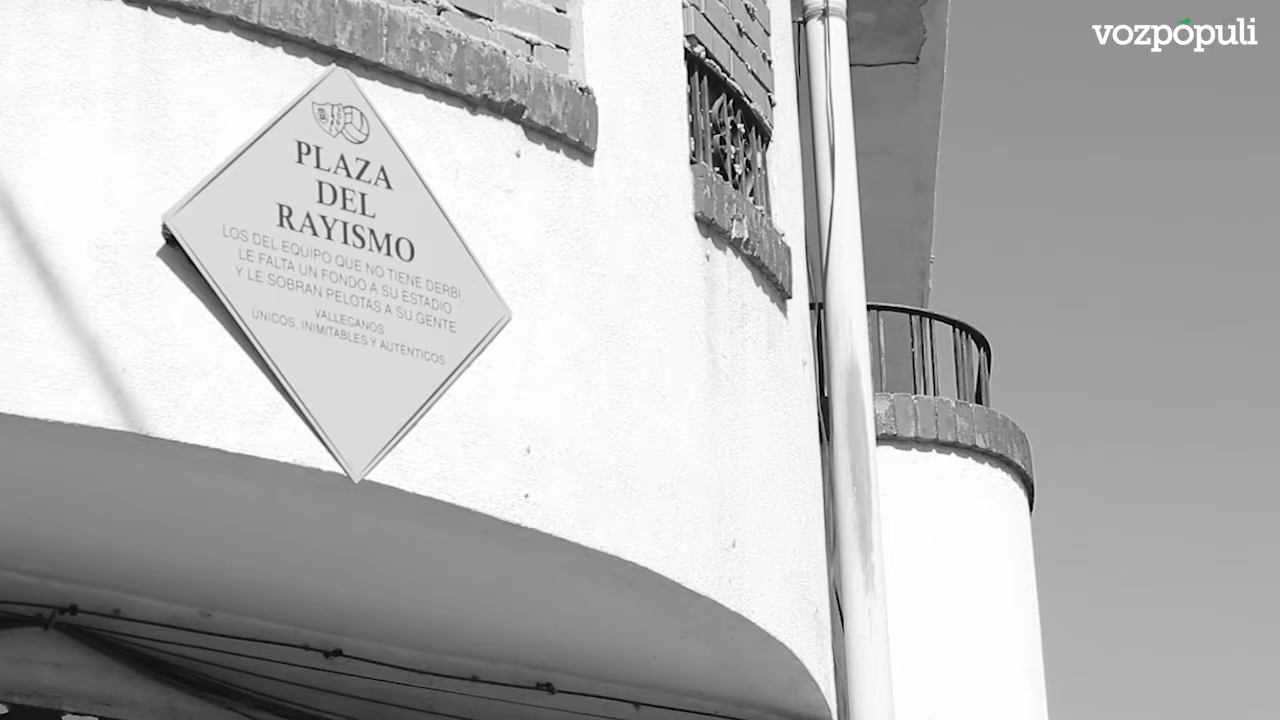 vozpópuli
PLAZA
DEL
RAYISMO
LOS DEL EQUIPO QUE NO TIENE DERBI,
LE FALTA UN FONDO A SU ESTADIO
Y LE SOBRAN PELOTAS A SU GENTE
VALLECANOS
ÚNICOS, INIMITABLES Y AUTÉNTICOS